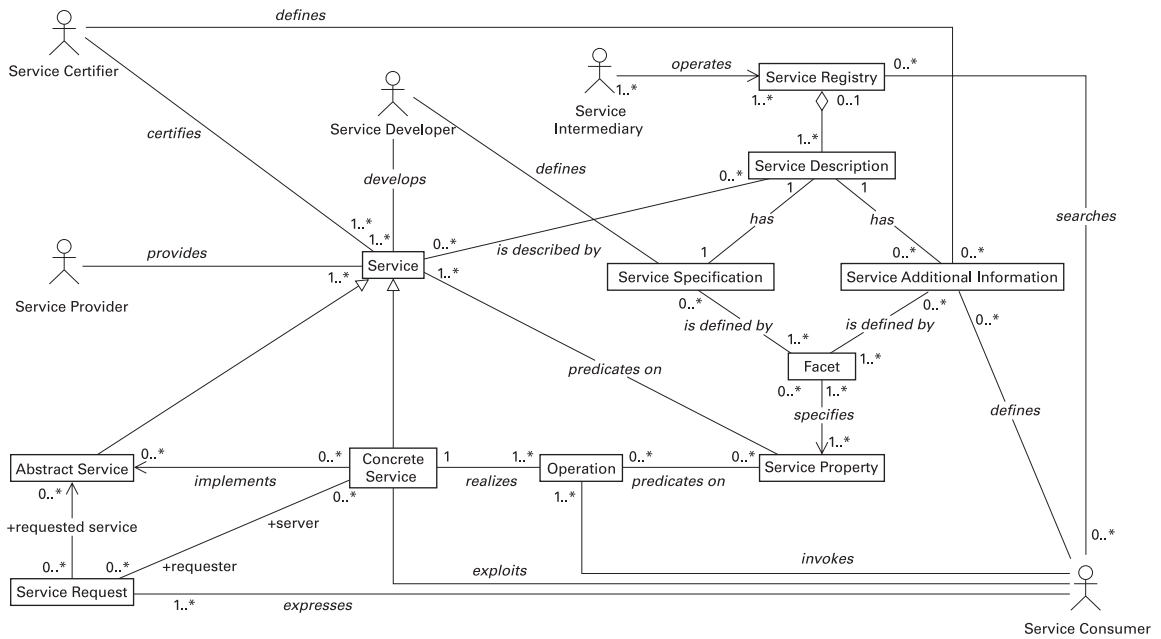 defines
Service Certifier
operates
Service Registry
0..*
1..*
1..*
0..1
Service
Intermediary
Service Developer
certifies
defines
1..*
Service Description
0..*
1
1
develops
has
has
searches
1..*
1..*
0..*
is described by
1
0..*
0..*
provides
Service
1..*
1..*
Service Specification
Service Additional Information
Service Provider
0..*
0..*
0..*
is defined by
is defined by
1..*
1..*
Facet
predicates on
0..*
1..*
specifies
defines
1..*
Abstract Service
0..*
0..*
Concrete
Service
1
1..*
Operation
0..*
0..*
Service Property
implements
realizes
predicates on
0..*
0..*
1..*
+requested service
+server
0..*
invokes
0..*
0..*
+requester
exploits
Service Request
1..*
expresses
Service Consumer